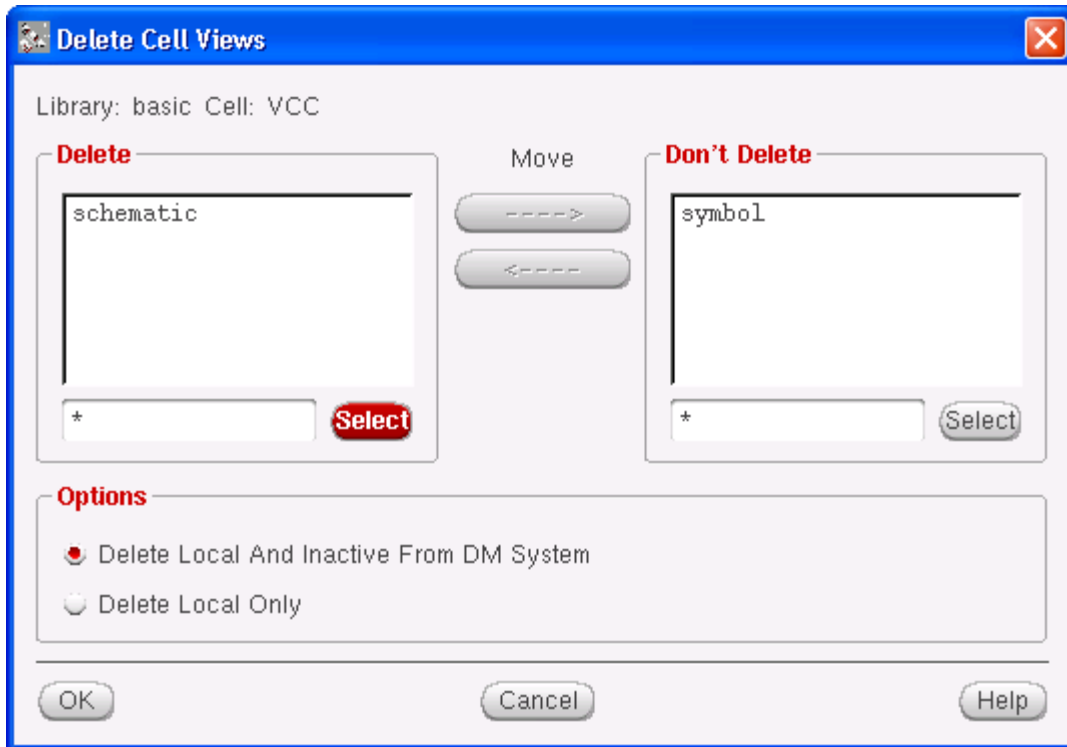 Delete Cell Views
Library: basic Cell: VCC
Delete
Move
Don't Delete
schematic
---->
symbol
<----
*
Select
*
Select
Options
Delete Local And Inactive From DM System
Delete Local Only
OK
Cancel
Help